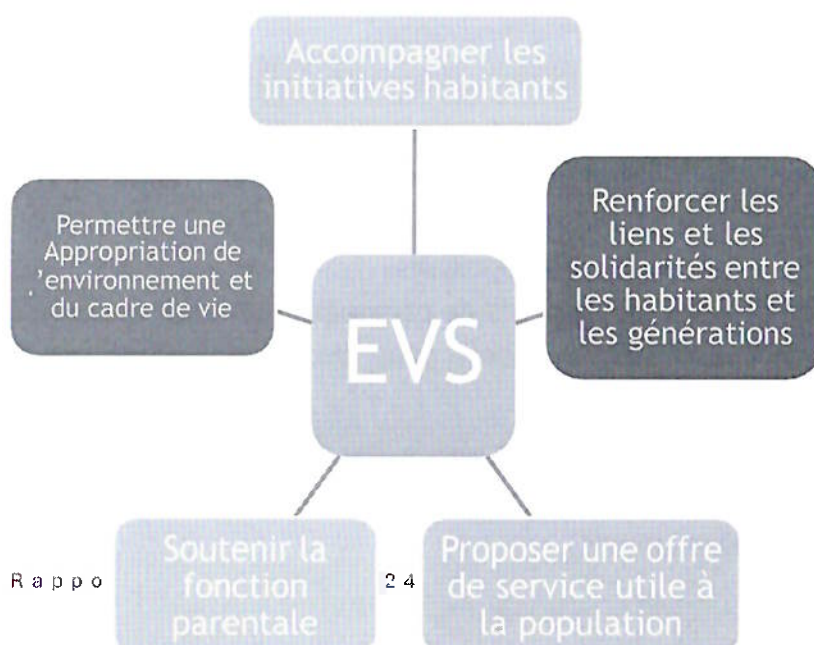 Accompagner les
initiatives habitants
Permettre une
Appropriation de
'environnement et
du cadre de vie
Renforcer les
liens et les
solidarités entre
les habitants et
les générations
EVS
Soutenir la
fonction
parentale
Proposer une offre
de service utile à
la population
Rappo
24